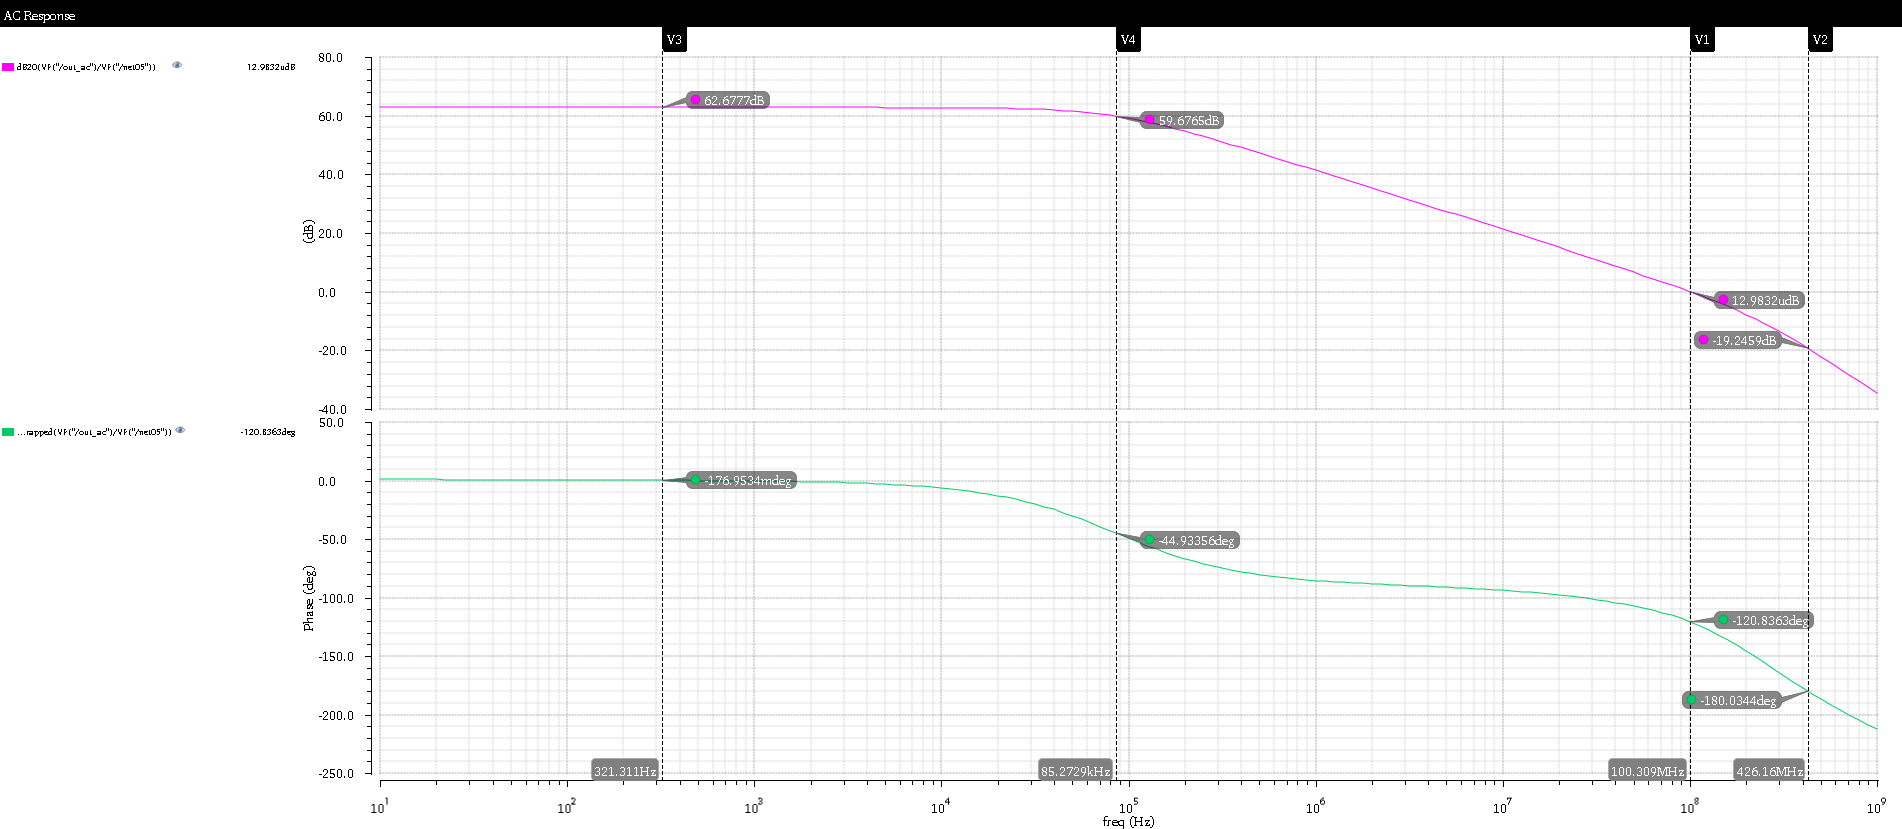 AC Response
V3
V4
V1
V2
dB20(VF("/out_ac")/VF("/net05"))
12.9832udB
80.0
60.0
40.0
20.0
0.0
-20.0
-40.0
(dB)
62.6777dB
59.6765dB
12.9832udB
-19.2459dB
...rapped(VF("/out_ac")/VF("/net05"))
-120.8363deg
50.0
0.0
-50.0
-100.0
-150.0
-200.0
-250.0
Phase (deg)
-176.9534mdeg
-44.93356deg
-120.8363deg
-180.0344deg
321.311Hz
85.2729kHz
100.309MHz
426.16MHz
10¹
10²
10³
10⁴
10⁵
10⁶
10⁷
10⁸
10⁹
freq (Hz)